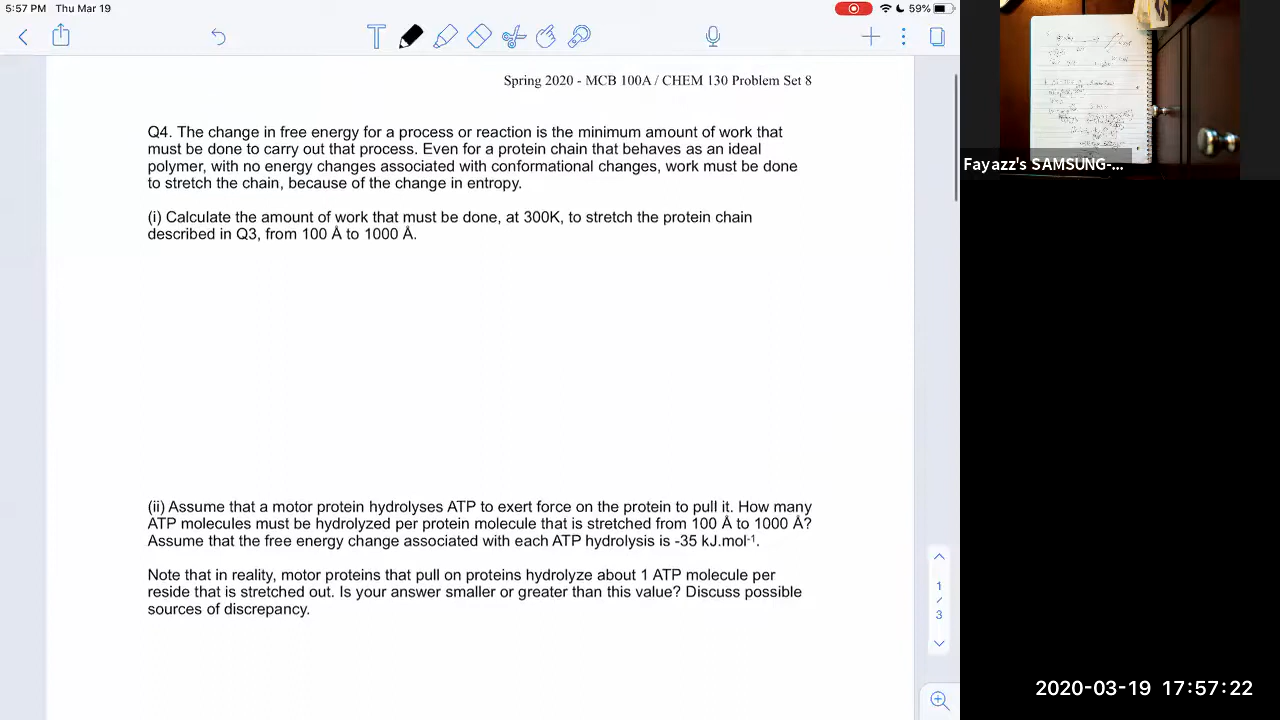 5:57 PM Thu Mar 19
59%
Spring 2020 - MCB 100A / CHEM 130 Problem Set 8
Q4. The change in free energy for a process or reaction is the minimum amount of work that
must be done to carry out that process. Even for a protein chain that behaves as an ideal
polymer, with no energy changes associated with conformational changes, work must be done
to stretch the chain, because of the change in entropy.
(i) Calculate the amount of work that must be done, at 300K, to stretch the protein chain
described in Q3, from 100 Å to 1000 Å.
(ii) Assume that a motor protein hydrolyses ATP to exert force on the protein to pull it. How many
ATP molecules must be hydrolyzed per protein molecule that is stretched from 100 Å to 1000 Å?
Assume that the free energy change associated with each ATP hydrolysis is -35 kJ.mol-1.
Note that in reality, motor proteins that pull on proteins hydrolyze about 1 ATP molecule per
reside that is stretched out. Is your answer smaller or greater than this value? Discuss possible
sources of discrepancy.
1
/
3
Fayazz's SAMSUNG-...
2020-03-19 17:57:22